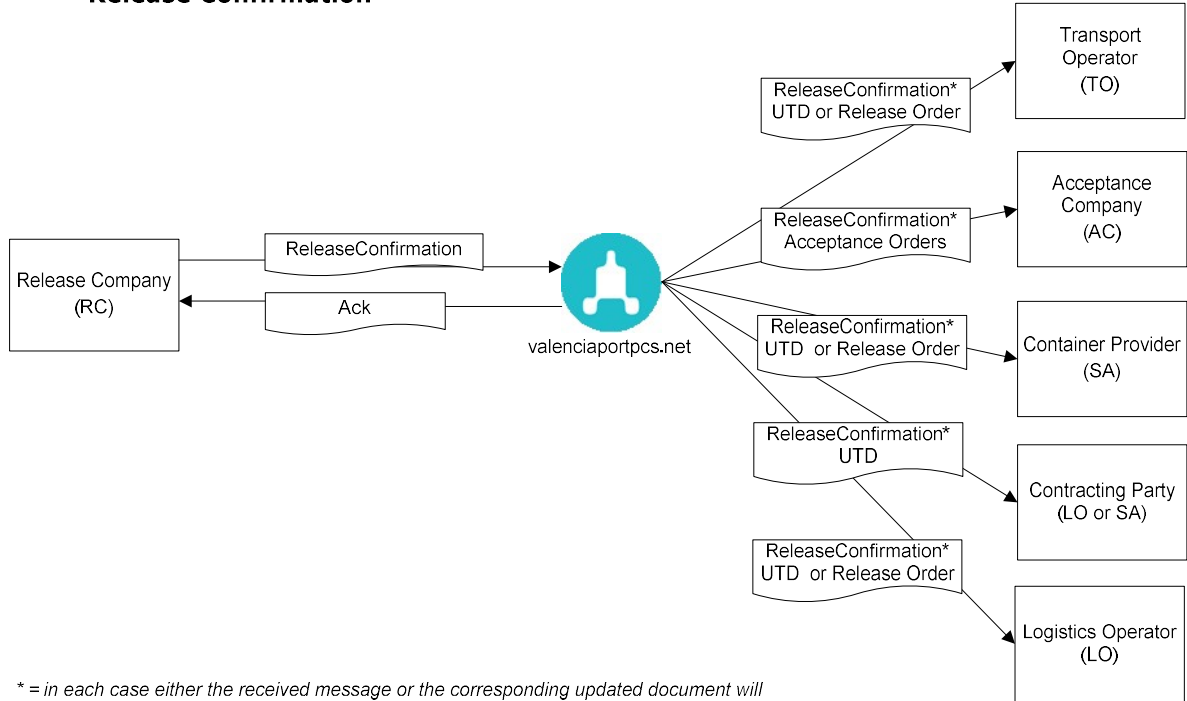 Release Confirmation
Transport
Operator
(TO)
ReleaseConfirmation*
UTD or Release Order
Acceptance
Company
(AC)
ReleaseConfirmation*
Acceptance Orders
Release Company
(RC)
ReleaseConfirmation
Ack
valenciaportpcs.net
ReleaseConfirmation*
UTD or Release Order
Container Provider
(SA)
ReleaseConfirmation*
UTD
Contracting Party
(LO or SA)
ReleaseConfirmation*
UTD or Release Order
Logistics Operator
(LO)
* = in each case either the received message or the corresponding updated document will